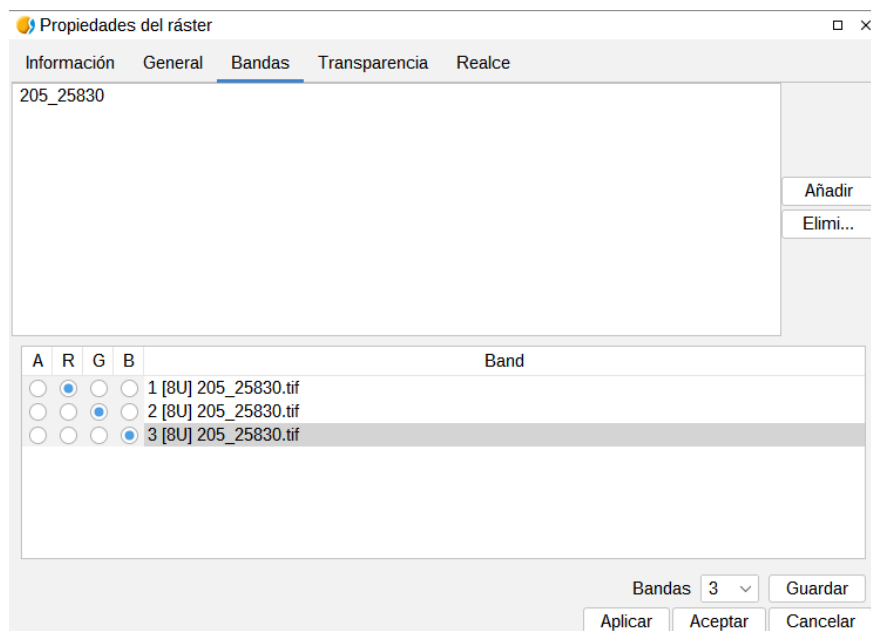 Propiedades del ráster
Información General Bandas Transparencia Realce
205_25830
Añadir
Elimi...
A R G B Band
1 [8U] 205_25830.tif
2 [8U] 205_25830.tif
3 [8U] 205_25830.tif
Bandas 3 Guardar
Aplicar Aceptar Cancelar